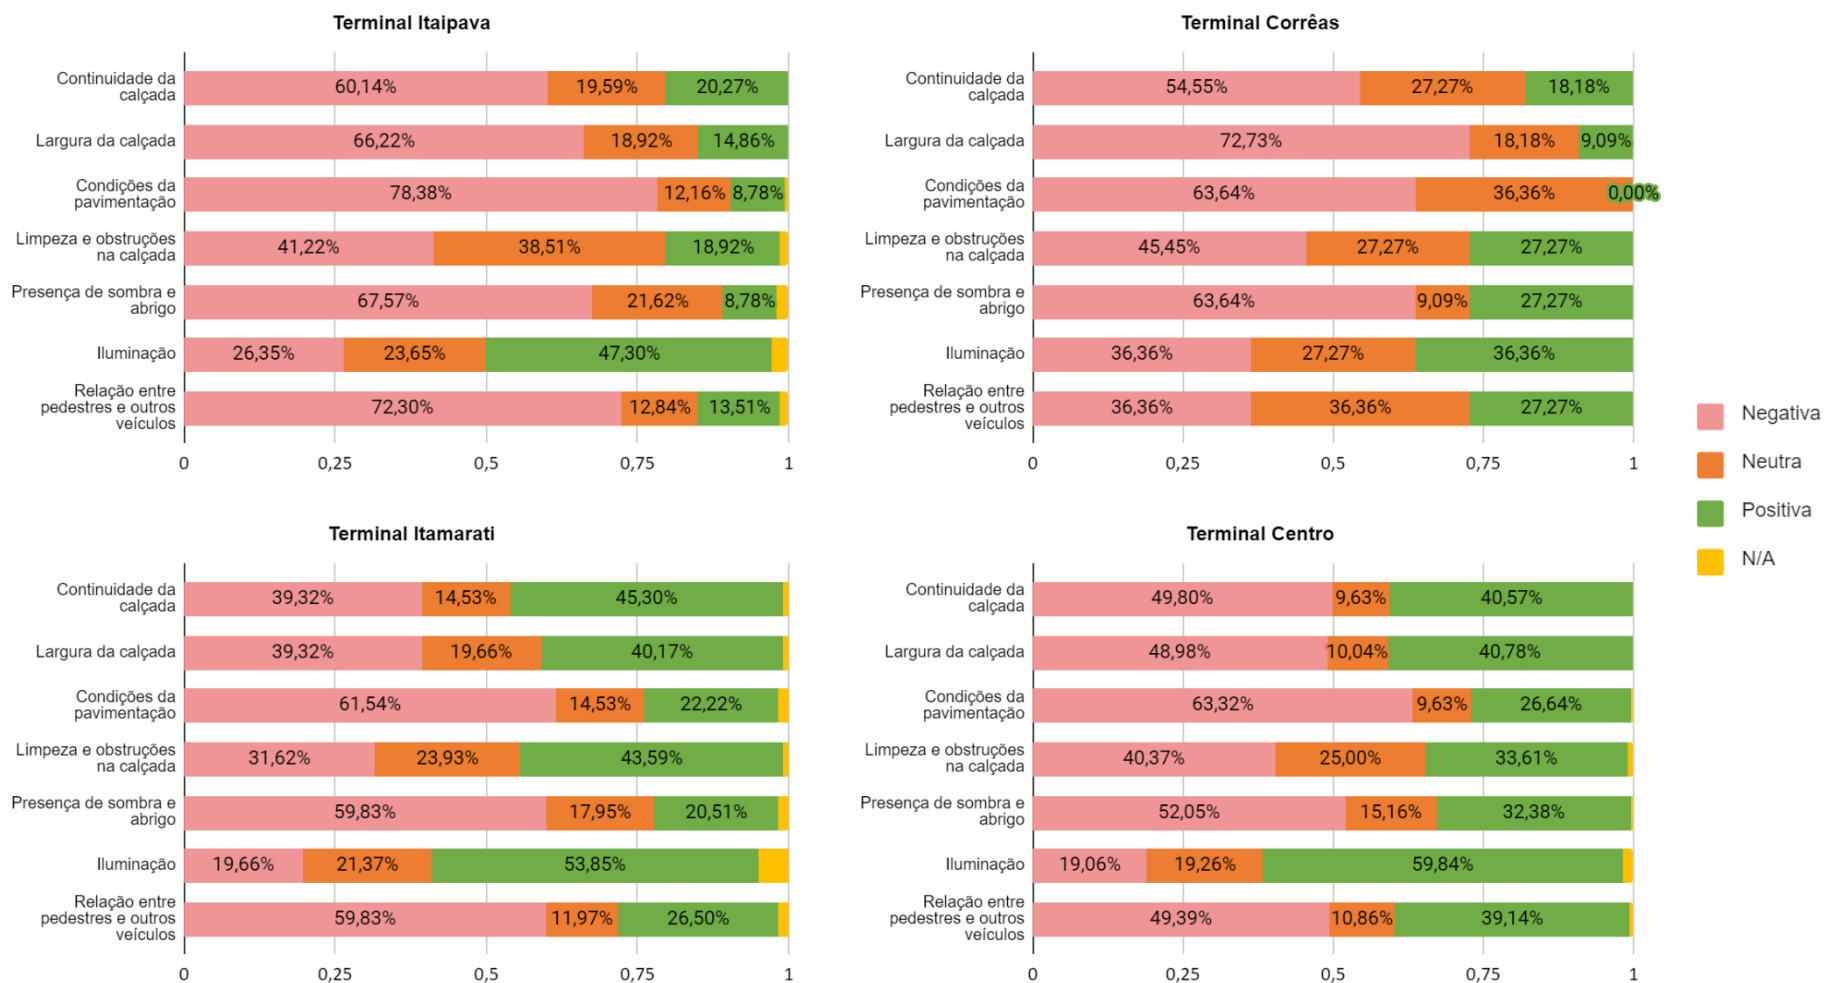 Terminal Itaipava
Continuidade da
calçada
60,14%
19,59%
20,27%
Largura da calçada
66,22%
18,92%
14,86%
Condições da
pavimentação
78,38%
12,16%
8,78%
Limpeza e obstruções
na calçada
41,22%
38,51%
18,92%
Presença de sombra e
abrigo
67,57%
21,62%
8,78%
Iluminação
26,35%
23,65%
47,30%
Relação entre
pedestres e outros
veículos
72,30%
12,84%
13,51%
0
0,25
0,5
0,75
1
Terminal Corrêas
Continuidade da
calçada
54,55%
27,27%
18,18%
Largura da calçada
72,73%
18,18%
9,09%
Condições da
pavimentação
63,64%
36,36%
0,00%
Limpeza e obstruções
na calçada
45,45%
27,27%
27,27%
Presença de sombra e
abrigo
63,64%
9,09%
27,27%
Iluminação
36,36%
27,27%
36,36%
Relação entre
pedestres e outros
veículos
36,36%
36,36%
27,27%
0
0,25
0,5
0,75
1
Negativa
Neutra
Positiva
N/A
Terminal Itamarati
Continuidade da
calçada
39,32%
14,53%
45,30%
Largura da calçada
39,32%
19,66%
40,17%
Condições da
pavimentação
61,54%
14,53%
22,22%
Limpeza e obstruções
na calçada
31,62%
23,93%
43,59%
Presença de sombra e
abrigo
59,83%
17,95%
20,51%
Iluminação
19,66%
21,37%
53,85%
Relação entre
pedestres e outros
veículos
59,83%
11,97%
26,50%
0
0,25
0,5
0,75
1
Terminal Centro
Continuidade da
calçada
49,80%
9,63%
40,57%
Largura da calçada
48,98%
10,04%
40,78%
Condições da
pavimentação
63,32%
9,63%
26,64%
Limpeza e obstruções
na calçada
40,37%
25,00%
33,61%
Presença de sombra e
abrigo
52,05%
15,16%
32,38%
Iluminação
19,06%
19,26%
59,84%
Relação entre
pedestres e outros
veículos
49,39%
10,86%
39,14%
0
0,25
0,5
0,75
1